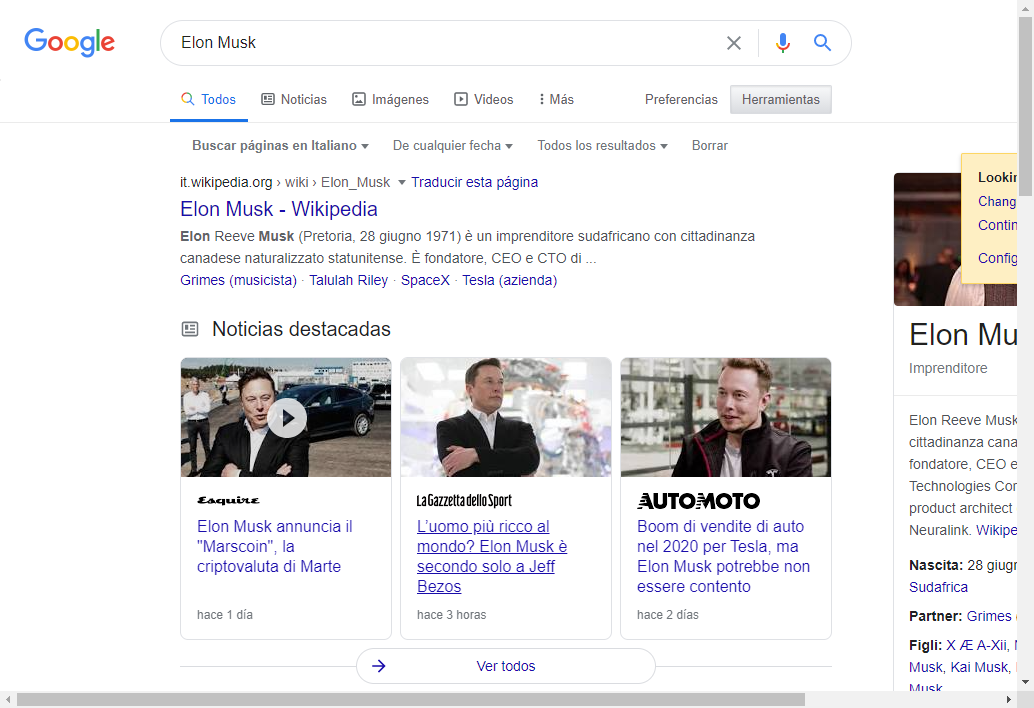 Google
Elon Musk
Todos
Noticias
Imágenes
Videos
Más
Preferencias
Herramientas
Buscar páginas en Italiano
De cualquier fecha
Todos los resultados
Borrar
it.wikipedia.org › wiki › Elon_Musk
Traducir esta página
Elon Musk - Wikipedia
Elon Reeve Musk (Pretoria, 28 giugno 1971) è un imprenditore sudafricano con cittadinanza
canadese naturalizzato statunitense. È fondatore, CEO e CTO di ...
Grimes (musicista) · Talulah Riley · SpaceX · Tesla (azienda)
Noticias destacadas
Esquire
Elon Musk annuncia il
"Marscoin", la
criptovaluta di Marte
hace 1 día
La Gazzetta dello Sport
L'uomo più ricco al
mondo? Elon Musk è
secondo solo a Jeff
Bezos
hace 3 horas
AUTOMOTO
Boom di vendite di auto
nel 2020 per Tesla, ma
Elon Musk potrebbe non
essere contento
hace 2 días
Ver todos
Lookin
Chang
Contin
Config
Elon Mu
Imprenditore
Elon Reeve Musk
cittadinanza cana
fondatore, CEO e
Technologies Cor
product architect
Neuralink. Wikipe
Nascita: 28 giugn
Sudafrica
Partner: Grimes
Figli: X Æ A-Xii,
Musk, Kai Musk,
Musk